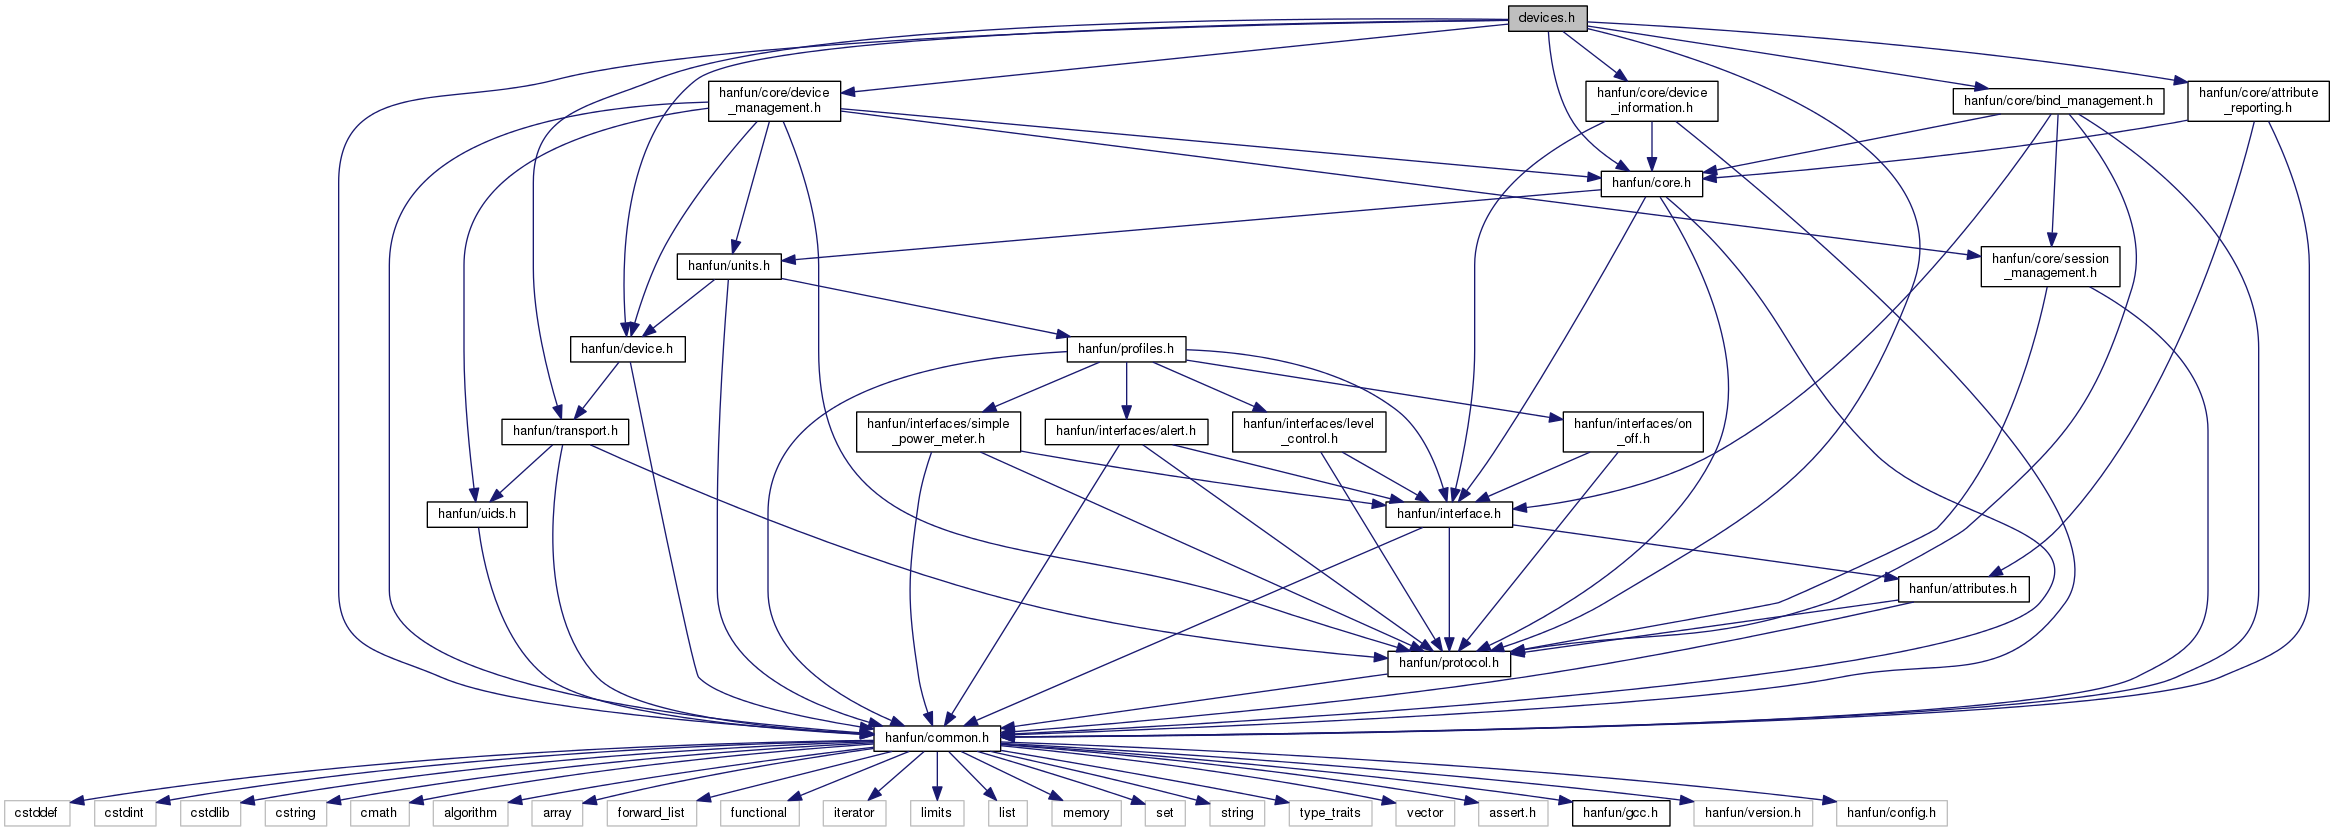 devices.h
hanfun/core/device
_management.h
hanfun/core/device
_information.h
hanfun/core/bind_management.h
hanfun/core/attribute
_reporting.h
hanfun/core.h
hanfun/units.h
hanfun/core/session
_management.h
hanfun/device.h
hanfun/profiles.h
hanfun/transport.h
hanfun/interfaces/simple
_power_meter.h
hanfun/interfaces/alert.h
hanfun/interfaces/level
_control.h
hanfun/interfaces/on
_off.h
hanfun/uids.h
hanfun/interface.h
hanfun/attributes.h
hanfun/protocol.h
hanfun/common.h
cstddef
cstdint
cstdlib
cstring
cmath
algorithm
array
forward_list
functional
iterator
limits
list
memory
set
string
type_traits
vector
assert.h
hanfun/gcc.h
hanfun/version.h
hanfun/config.h